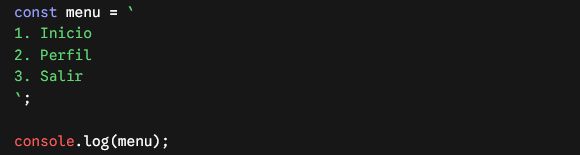 const menu = `
1. Inicio
2. Perfil
3. Salir
`;
console.log(menu);